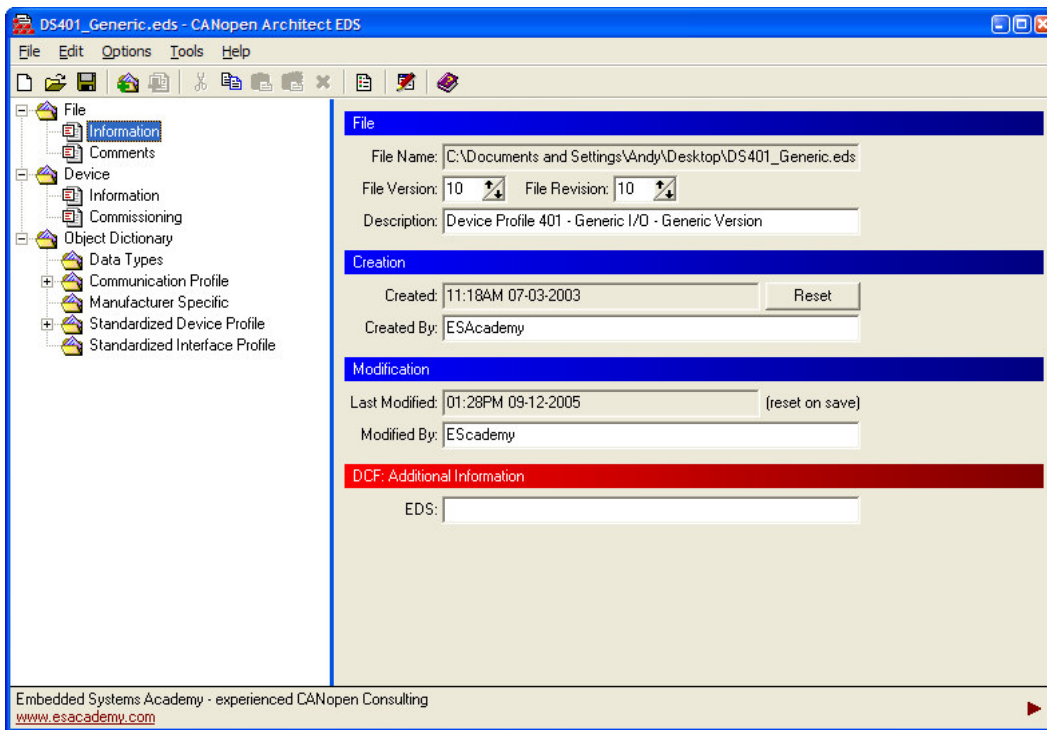 DS401_Generic.eds - CANopen Architect EDS
File Edit Options Tools Help
File
Information
Comments
Device
Information
Commissioning
Object Dictionary
Data Types
Communication Profile
Manufacturer Specific
Standardized Device Profile
Standardized Interface Profile
File
File Name: C:\Documents and Settings\Andy\Desktop\DS401_Generic.eds
File Version: 10 File Revision: 10
Description: Device Profile 401 - Generic I/O - Generic Version
Creation
Created: 11:18AM 07-03-2003 Reset
Created By: ESAcademy
Modification
Last Modified: 01:28PM 09-12-2005 (reset on save)
Modified By: EScademy
DCF: Additional Information
EDS:
Embedded Systems Academy - experienced CANopen Consulting
www.esacademy.com